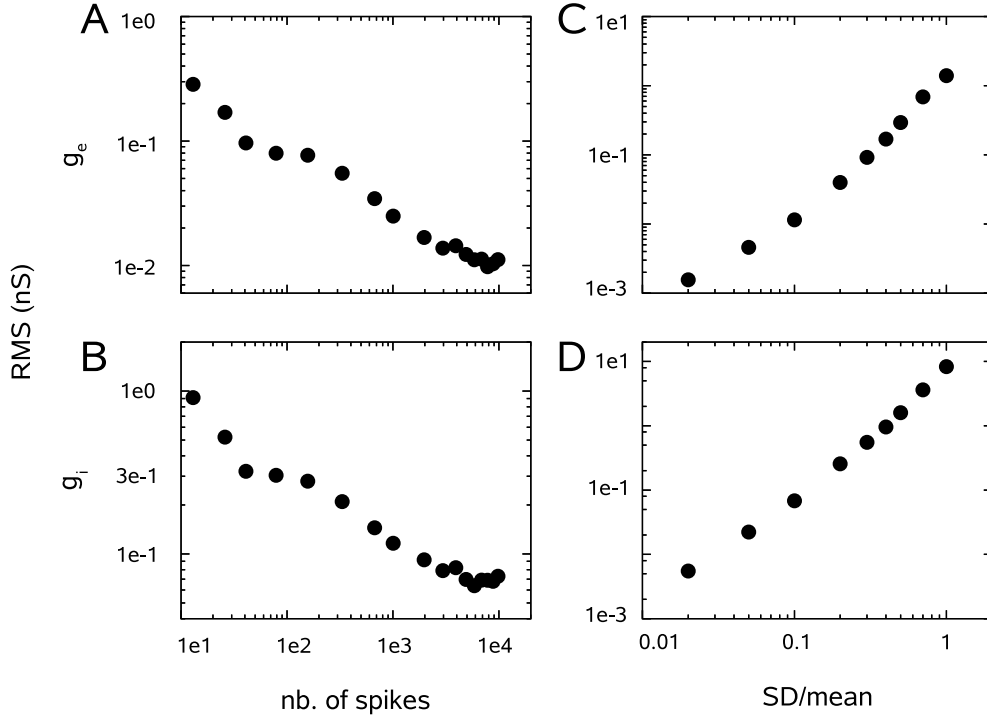 A
1e0
1e-1
1e-2
g_e
C
1e1
1e-1
1e-3
RMS (nS)
B
1e0
3e-1
1e-1
g_i
1e1
1e2
1e3
1e4
nb. of spikes
D
1e1
1e-1
1e-3
0.01
0.1
1
SD/mean